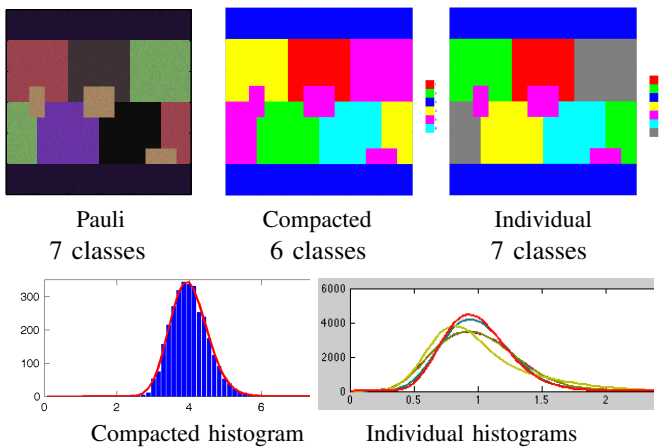 Pauli
7 classes
Compacted
6 classes
Individual
7 classes
300
200
100
0
0
2
4
6
6000
4000
2000
0
0
0.5
1
1.5
2
Compacted histogram
Individual histograms